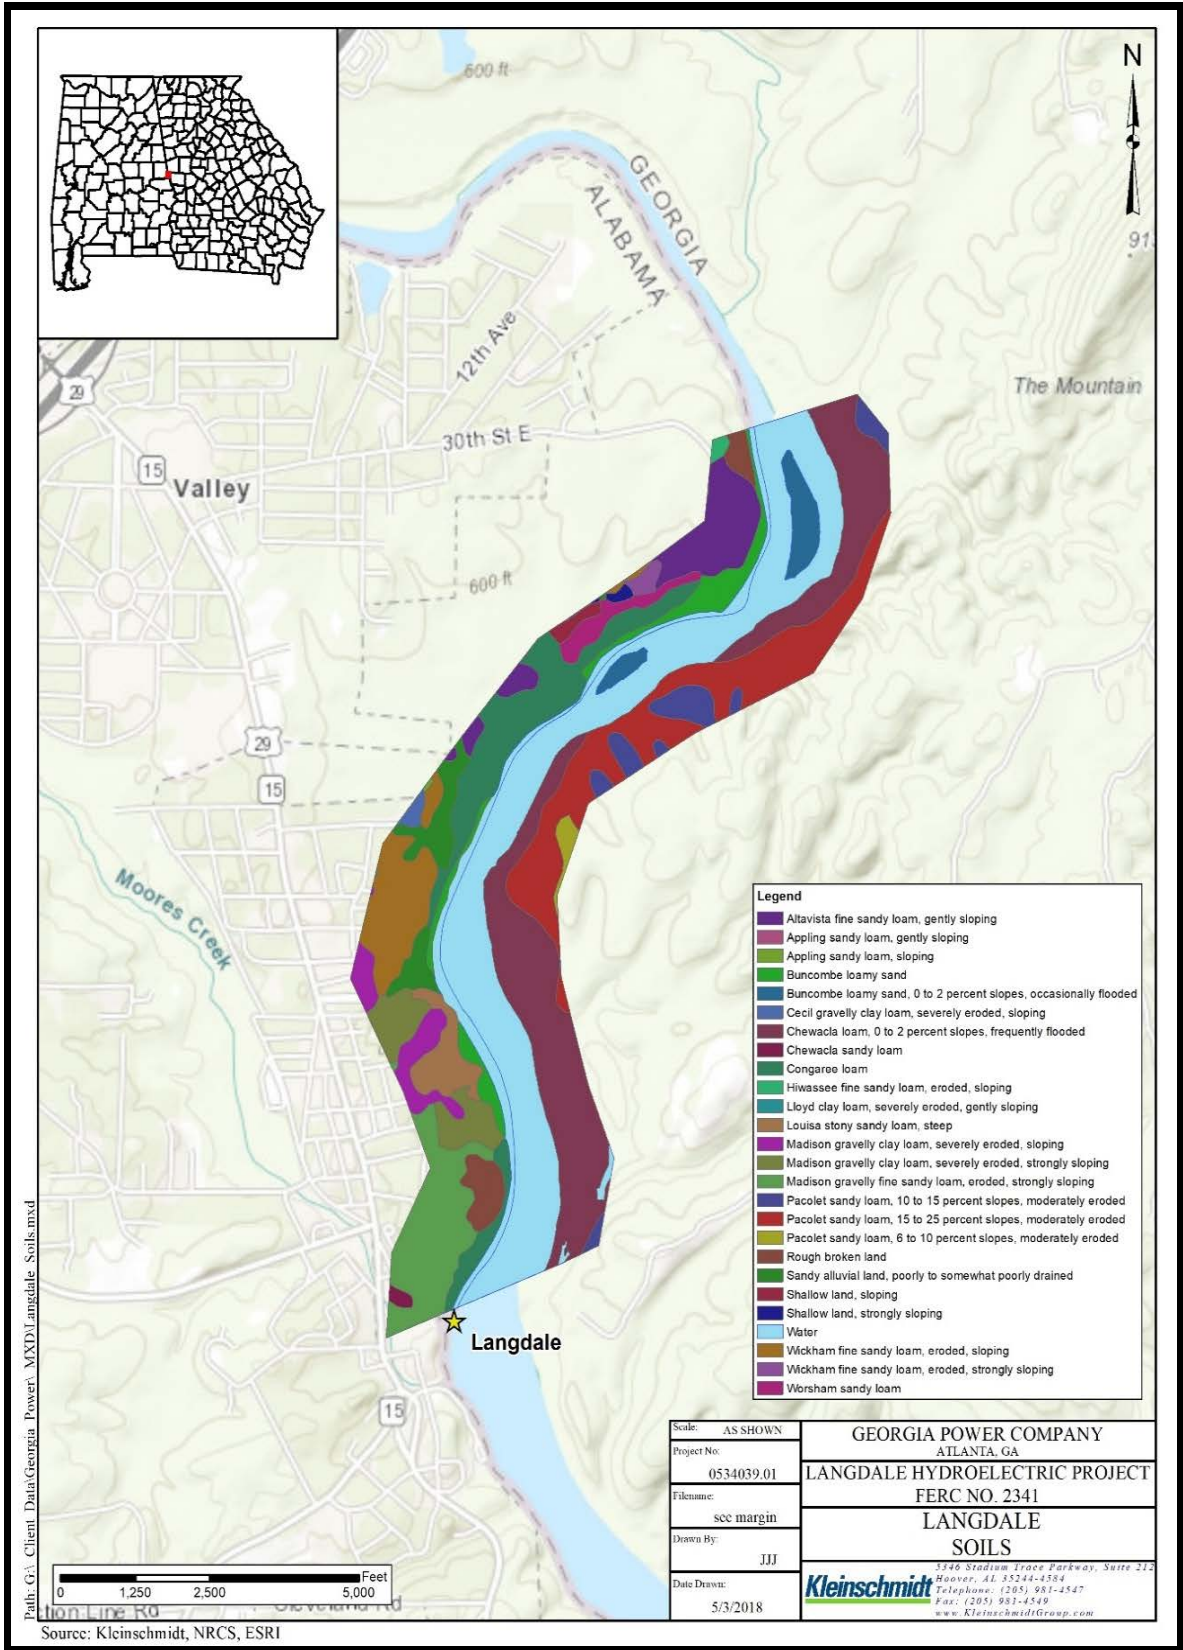 600 ft
N
GEORGIA
ALABAMA
12th Ave
The Mountain
29
30th St E
15
Valley
600 ft
29
15
Moores Creek
Legend
Altavista fine sandy loam, gently sloping
Appling sandy loam, gently sloping
Appling sandy loam, sloping
Buncombe loamy sand
Buncombe loamy sand, 0 to 2 percent slopes, occasionally flooded
Cecil gravelly clay loam, severely eroded, sloping
Chewacla loam, 0 to 2 percent slopes, frequently flooded
Chewacla sandy loam
Congaree loam
Hiwassee fine sandy loam, eroded, sloping
Lloyd clay loam, severely eroded, gently sloping
Louisa stony sandy loam, steep
Madison gravelly clay loam, severely eroded, sloping
Madison gravelly clay loam, severely eroded, strongly sloping
Madison gravelly fine sandy loam, eroded, strongly sloping
Pacolet sandy loam, 10 to 15 percent slopes, moderately eroded
Pacolet sandy loam, 15 to 25 percent slopes, moderately eroded
Pacolet sandy loam, 6 to 10 percent slopes, moderately eroded
Rough broken land
Sandy alluvial land, poorly to somewhat poorly drained
Shallow land, sloping
Shallow land, strongly sloping
Water
Wickham fine sandy loam, eroded, sloping
Wickham fine sandy loam, eroded, strongly sloping
Worsham sandy loam
Langdale
15
Scale: AS SHOWN
Project No:
0534039.01
Filename:
see margin
Drawn By:
JJJ
Date Drawn:
5/3/2018
GEORGIA POWER COMPANY
ATLANTA, GA
LANGDALE HYDROELECTRIC PROJECT
FERC NO. 2341
LANGDALE
SOILS
Kleinschmidt
3346 Stadium Trace Parkway, Suite 212
Hoover, AL 35244-4584
Telephone: (205) 981-4547
Fax: (205) 981-4549
www.KleinschmidtGroup.com
Feet
0 1,250 2,500 5,000
Cleveland Rd
Path: G:\ Client Data\Georgia Power\ MXD\Langdale Soils.mxd
Source: Kleinschmidt, NRCS, ESRI